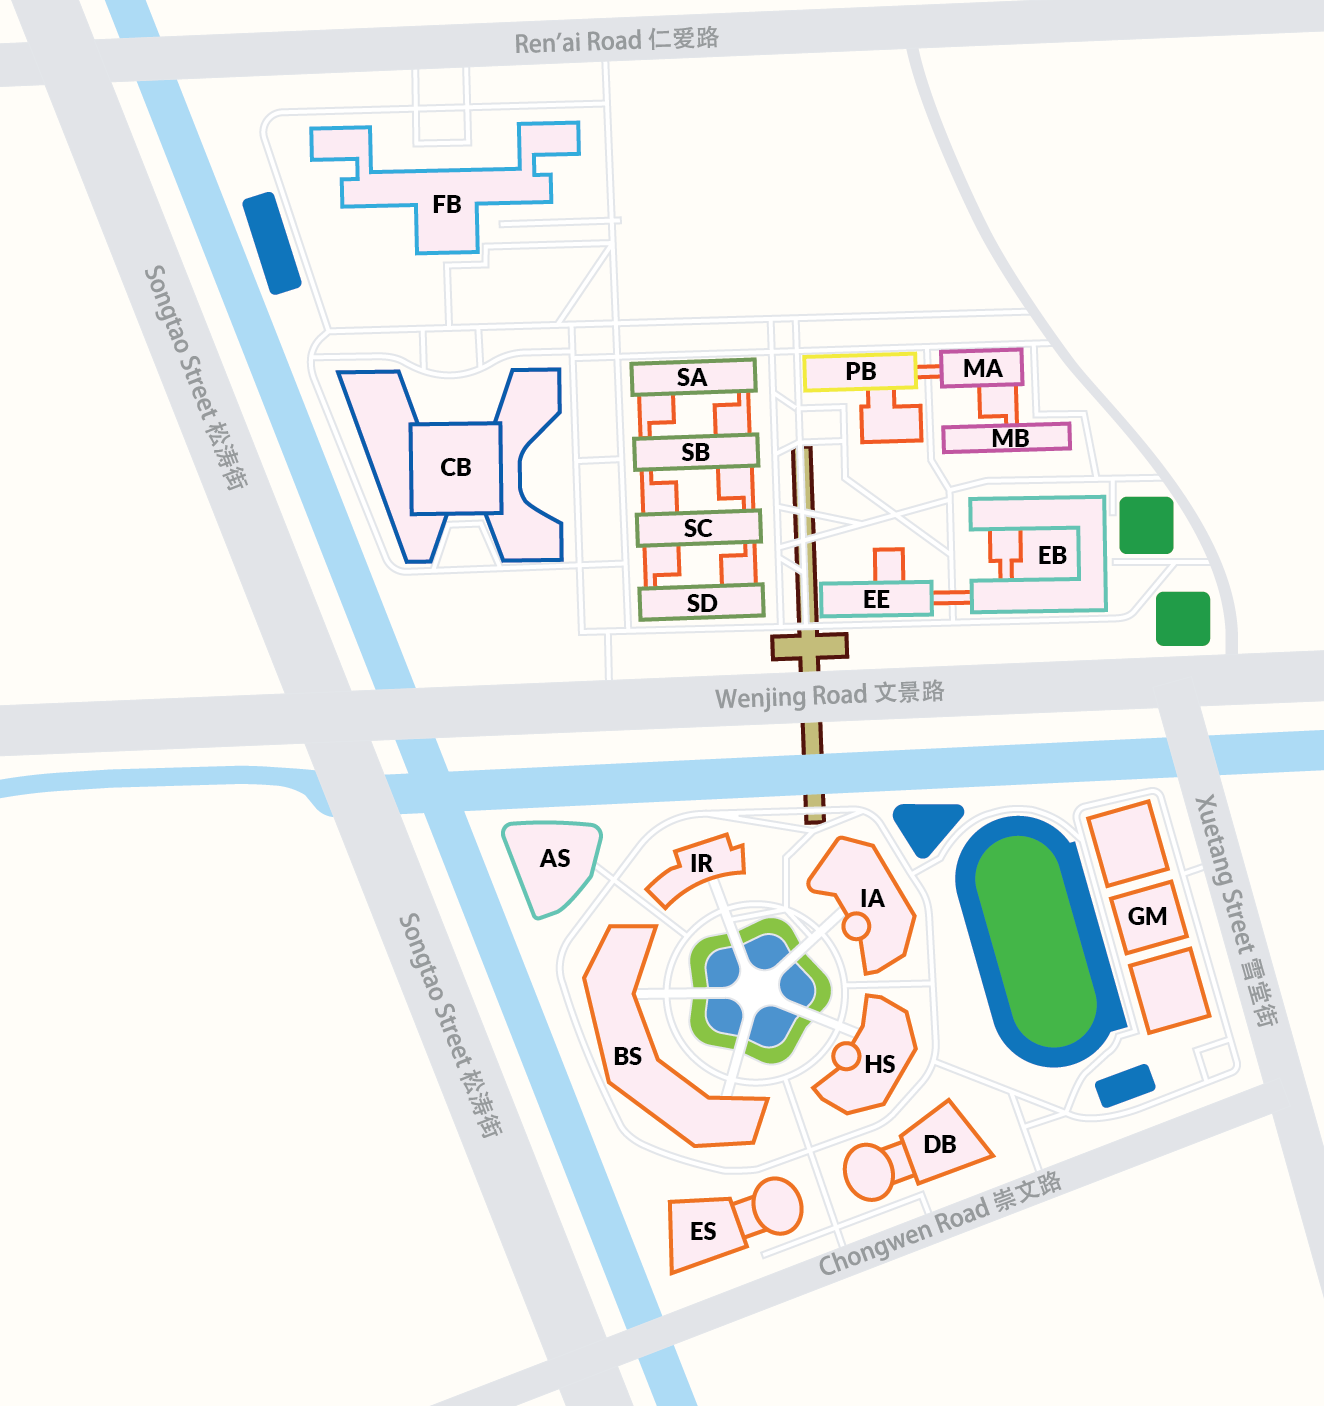 Ren'ai Road 仁爱路
FB
Songtao Street 松涛街
SA
PB
MA
MB
CB
SB
SC
EB
SD
EE
Wenjing Road 文景路
Xuetang Street 雪堂街
AS
IR
IA
GM
Songtao Street 松涛街
BS
HS
DB
ES
Chongwen Road 崇文路